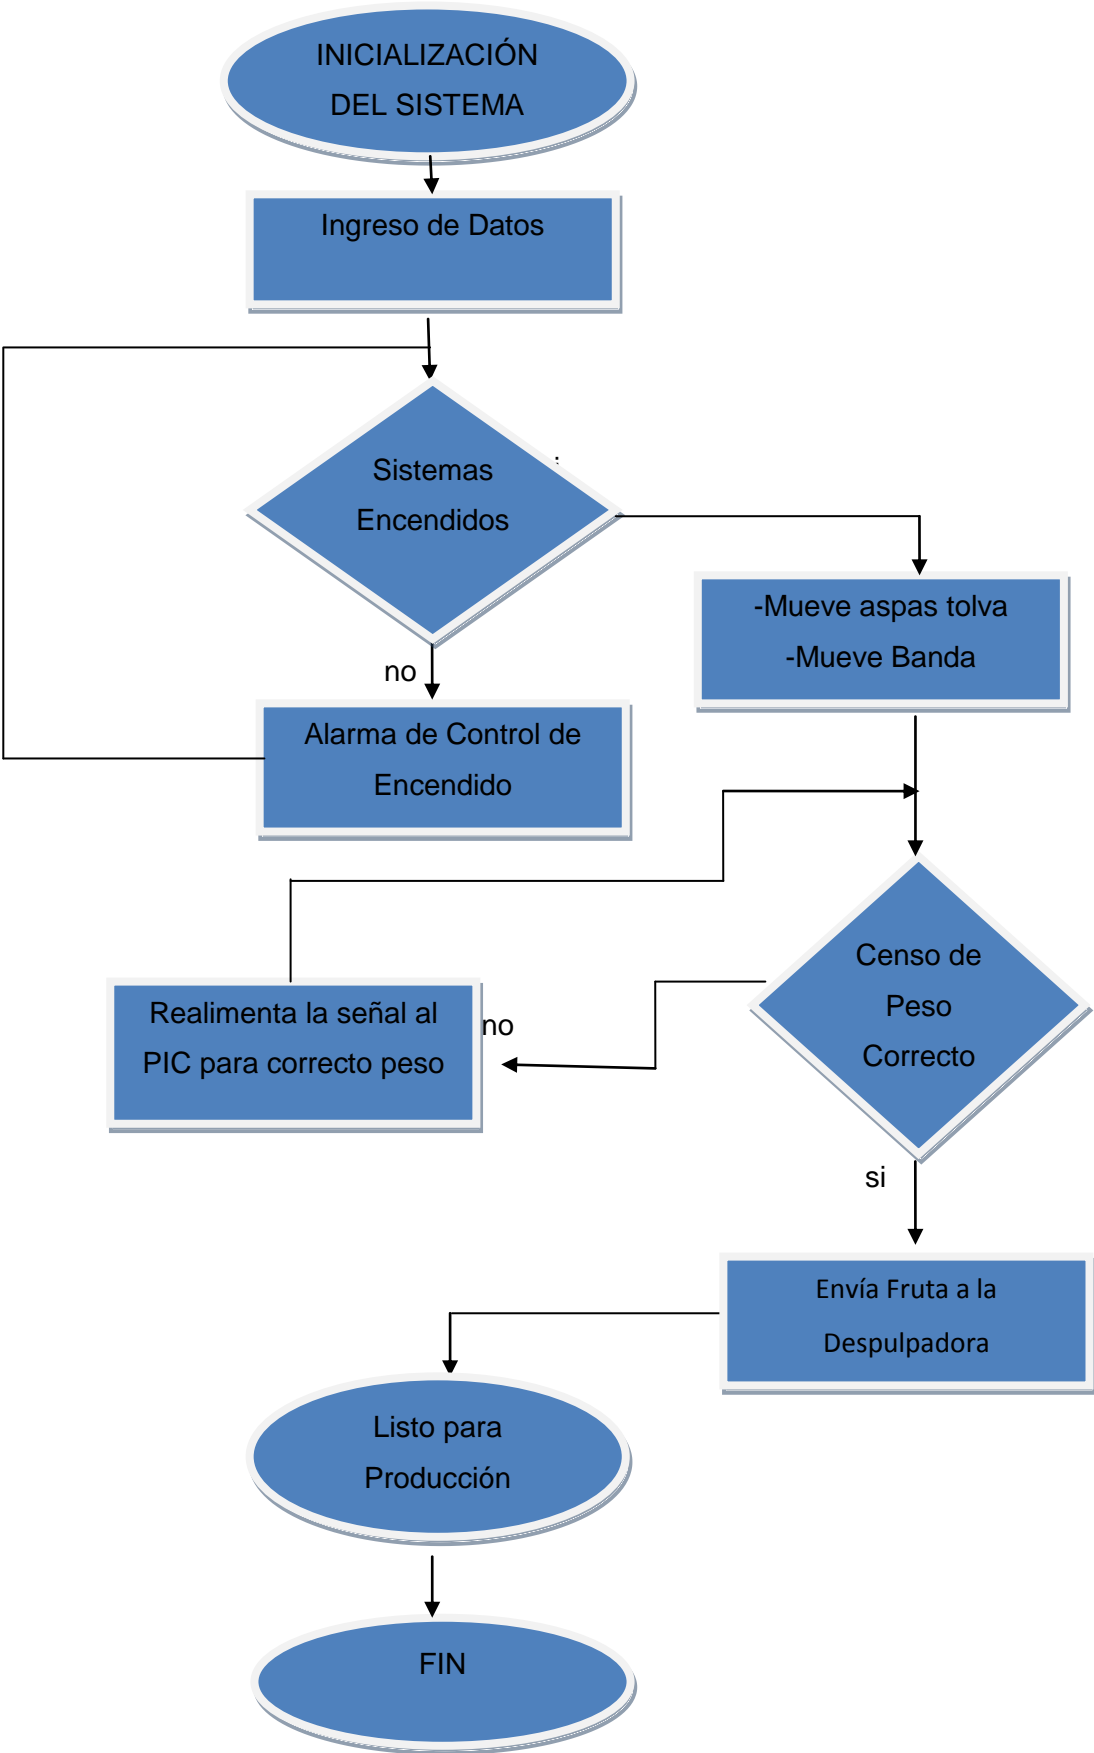 INICIALIZACIÓN
DEL SISTEMA
Ingreso de Datos
Sistemas
Encendidos
-Mueve aspas tolva
-Mueve Banda
no
Alarma de Control de
Encendido
Censo de
Peso
Correcto
Realimenta la señal al
PIC para correcto peso
no
si
Envía Fruta a la
Despulpadora
Listo para
Producción
FIN